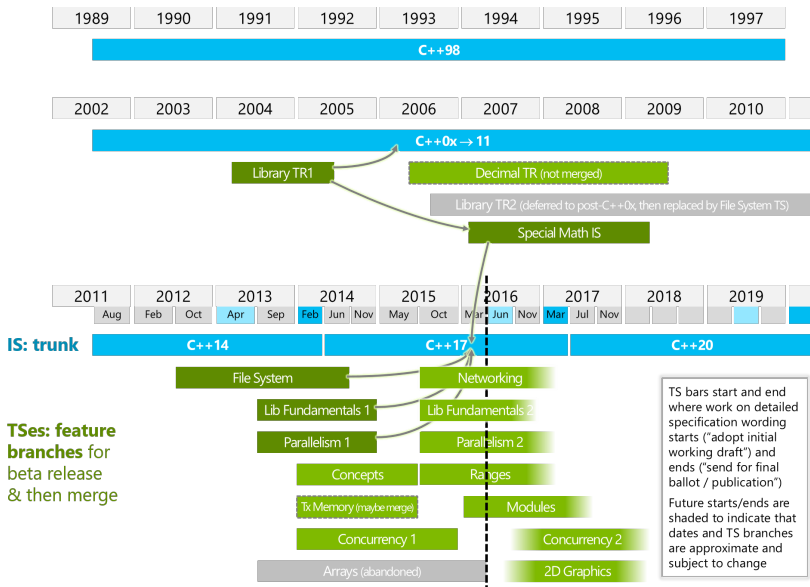 1989 1990 1991 1992 1993 1994 1995 1996 1997
C++98
2002 2003 2004 2005 2006 2007 2008 2009 2010
C++0x → 11
Library TR1
Decimal TR (not merged)
Library TR2 (deferred to post-C++0x, then replaced by File System TS)
Special Math IS
2011 2012 2013 2014 2015 2016 2017 2018 2019
Aug Feb Oct Apr Sep Feb Jun Nov May Oct Mar Jun Nov Mar Jul Nov
IS: trunk
C++14 C++17 C++20
File System Networking
Lib Fundamentals 1 Lib Fundamentals 2
Parallelism 1 Parallelism 2
Concepts Ranges
Tx Memory (maybe merge) Modules
Concurrency 1 Concurrency 2
Arrays (abandoned) 2D Graphics
TSes: feature
branches for
beta release
& then merge
TS bars start and end
where work on detailed
specification wording
starts (“adopt initial
working draft”) and
ends (“send for final
ballot / publication”)
Future starts/ends are
shaded to indicate that
dates and TS branches
are approximate and
subject to change